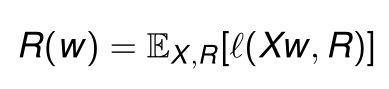 R(w) = 𝔼_{X,R}[ℓ(Xw, R)]